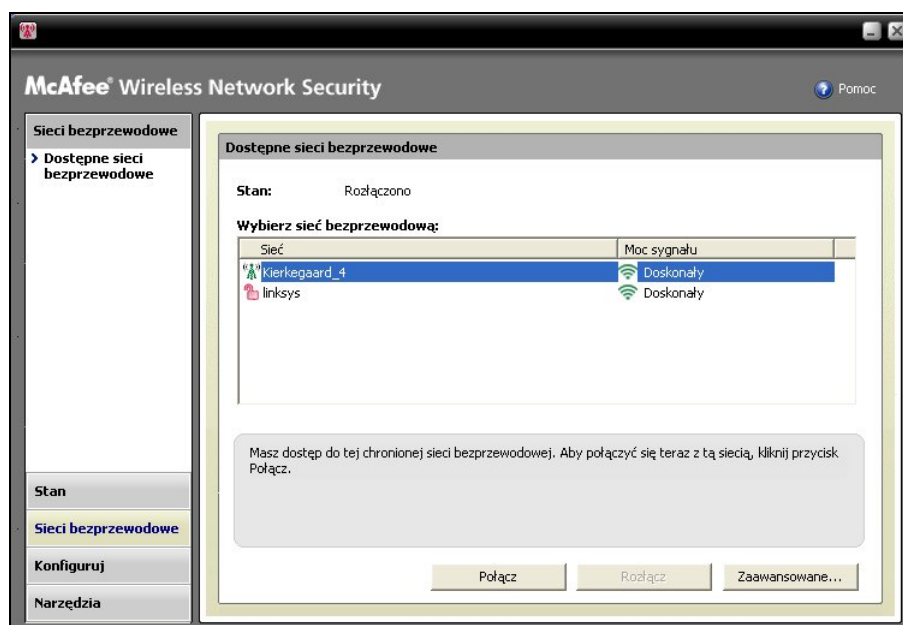 McAfee® Wireless Network Security
Pomoc
Sieci bezprzewodowe
Dostępne sieci
bezprzewodowe
Stan
Sieci bezprzewodowe
Konfiguruj
Narzędzia
Dostępne sieci bezprzewodowe
Stan: Rozłączono
Wybierz sieć bezprzewodową:
Sieć Moc sygnału
Kierkegaard_4 Doskonały
linksys Doskonały
Masz dostęp do tej chronionej sieci bezprzewodowej. Aby połączyć się teraz z tą siecią, kliknij przycisk
Połącz.
Połącz Rozłącz Zaawansowane...